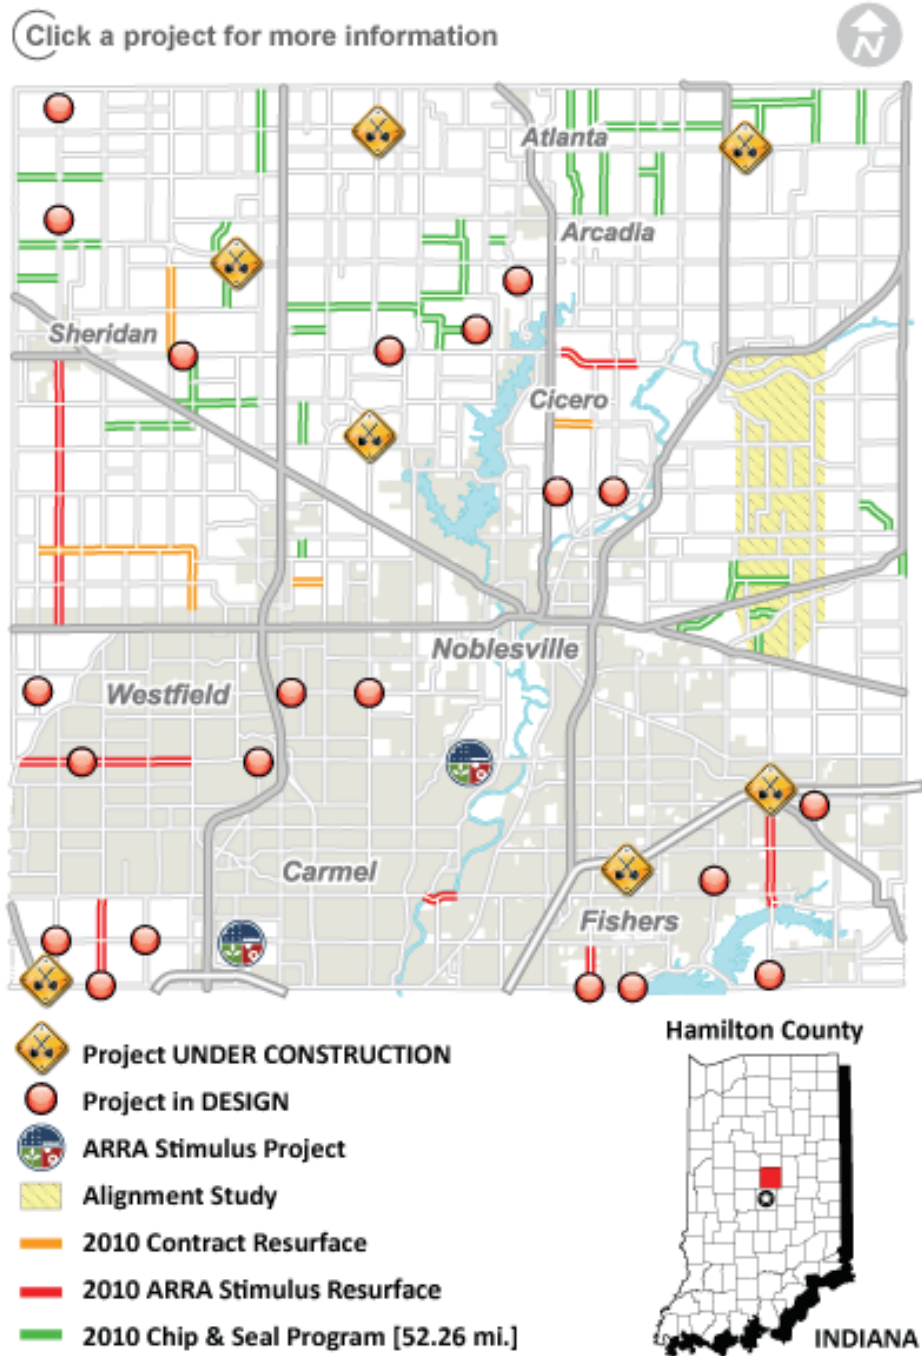 Click a project for more information
N
Atlanta
Arcadia
Sheridan
Cicero
Noblesville
Westfield
Carmel
Fishers
Project UNDER CONSTRUCTION
Project in DESIGN
ARRA Stimulus Project
Alignment Study
2010 Contract Resurface
2010 ARRA Stimulus Resurface
2010 Chip & Seal Program [52.26 mi.]
Hamilton County
INDIANA